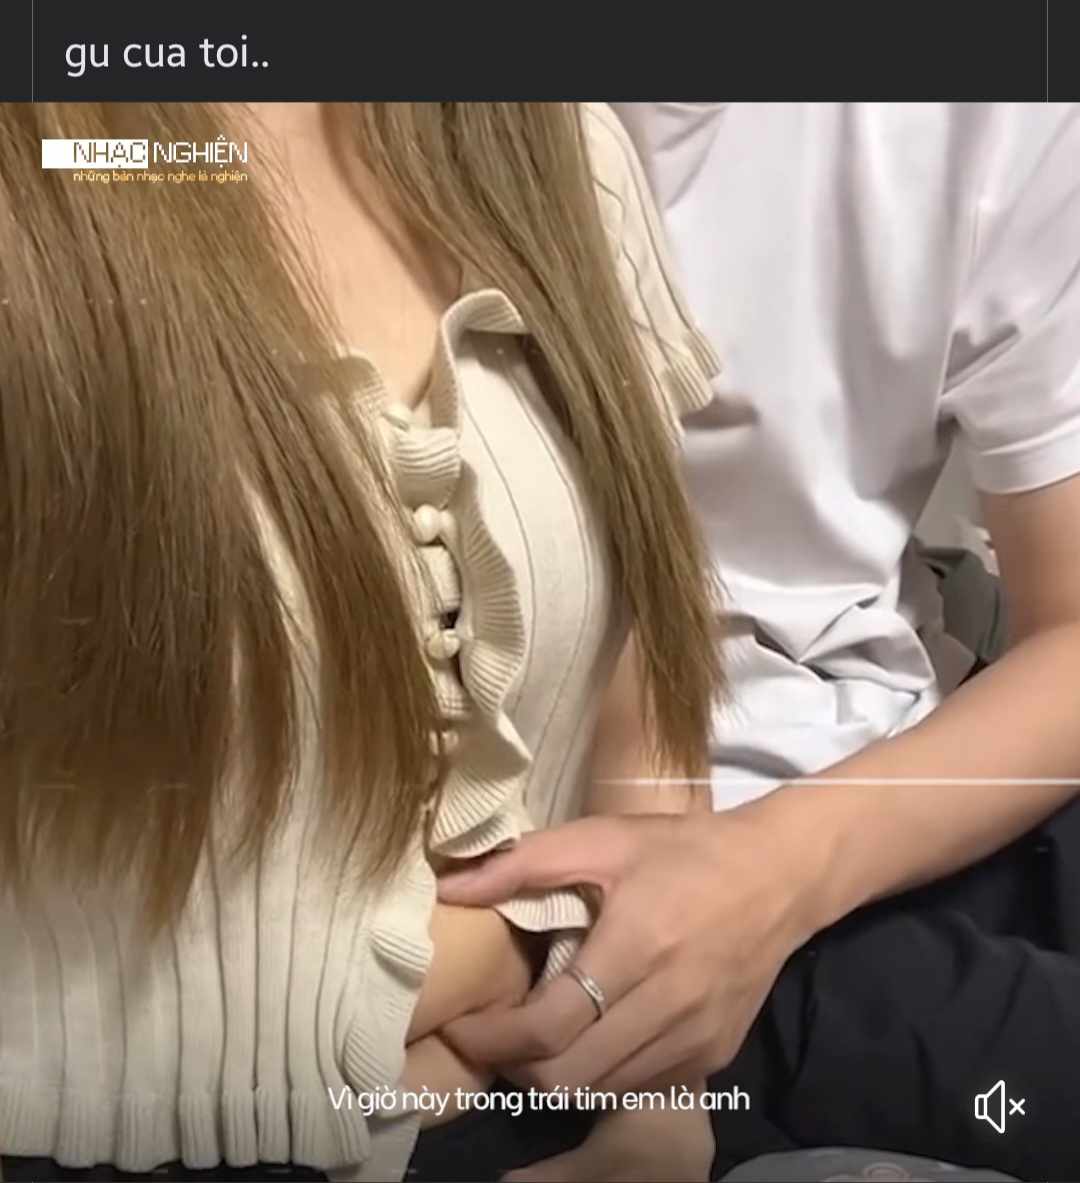 gu cua toi..
NHẠC NGHIỆN
những bản nhạc nghe là nghiện
Vì giờ này trong trái tim em là anh